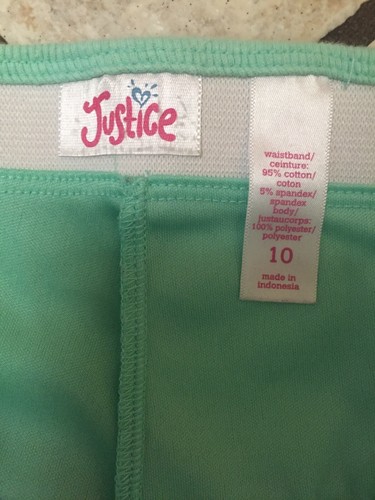 Justice
waistband/
ceinture:
95% cotton/
coton
5% spandex/
spandex
body/
justaucorps:
100% polyester/
polyester
10
made in
indonesia